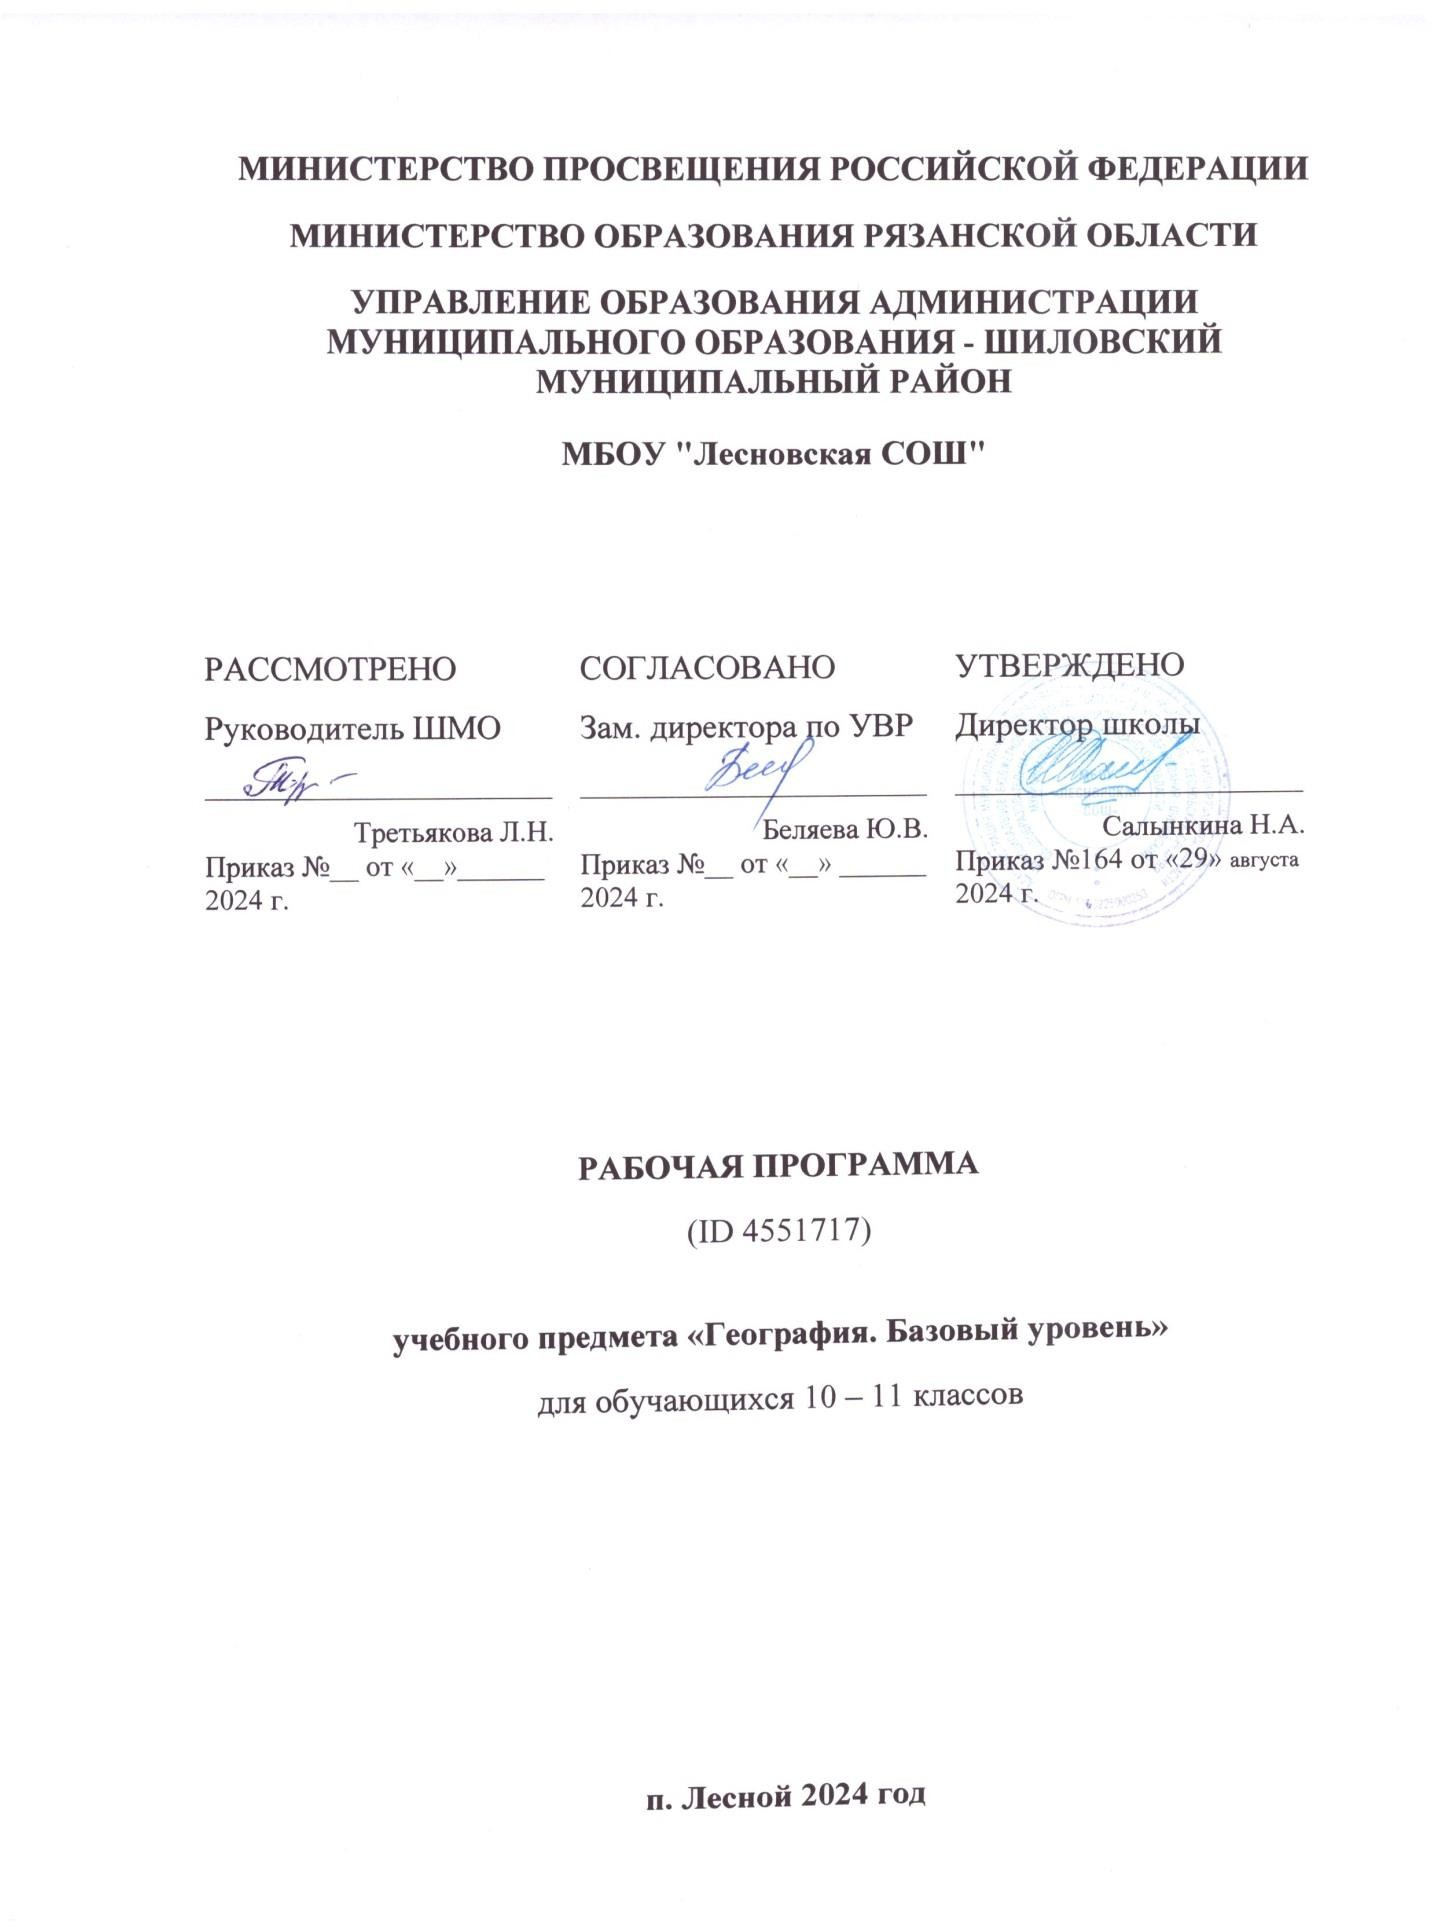 МИНИСТЕРСТВО ПРОСВЕЩЕНИЯ РОССИЙСКОЙ ФЕДЕРАЦИИ
МИНИСТЕРСТВО ОБРАЗОВАНИЯ РЯЗАНСКОЙ ОБЛАСТИ
УПРАВЛЕНИЕ ОБРАЗОВАНИЯ АДМИНИСТРАЦИИ
МУНИЦИПАЛЬНОГО ОБРАЗОВАНИЯ - ШИЛОВСКИЙ
МУНИЦИПАЛЬНЫЙ РАЙОН
МБОУ "Лесновская СОШ"
РАССМОТРЕНО
Руководитель ШМО
Третьякова Л.Н.
Приказ №__ от «__»______
2024 г.
СОГЛАСОВАНО
Зам. директора по УВР
Беляева Ю.В.
Приказ №__ от «__» ______
2024 г.
УТВЕРЖДЕНО
Директор школы
Салынкина Н.А.
Приказ №164 от «29» августа
2024 г.
РАБОЧАЯ ПРОГРАММА
(ID 4551717)
учебного предмета «География. Базовый уровень»
для обучающихся 10 – 11 классов
п. Лесной 2024 год